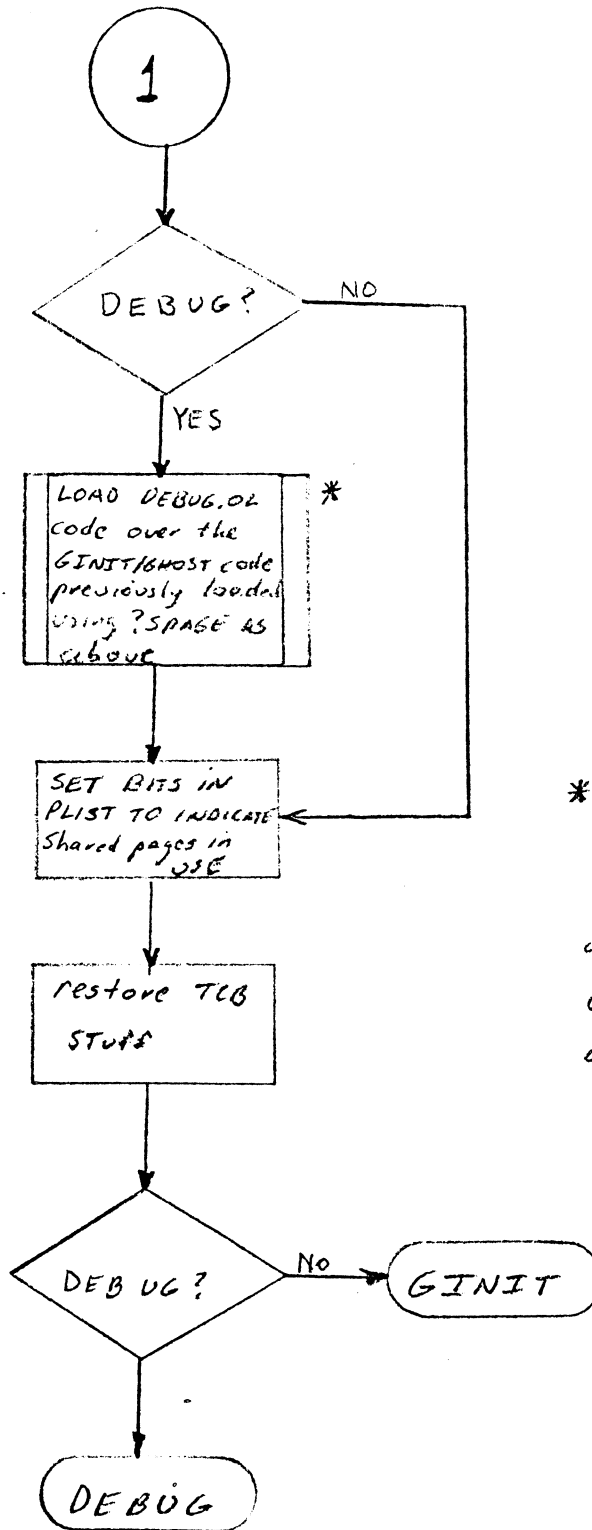 1
DEBUG?
NO
YES
LOAD DEBUG.OL
code over the
GINIT/GHOST code
previously loaded
using ?SPAGE AS
above
*
SET BITS IN
PLIST TO INDICATE
Shared pages in
USE
*
restore TCB
STUff
DEBUG?
NO
GINIT
DEBUG